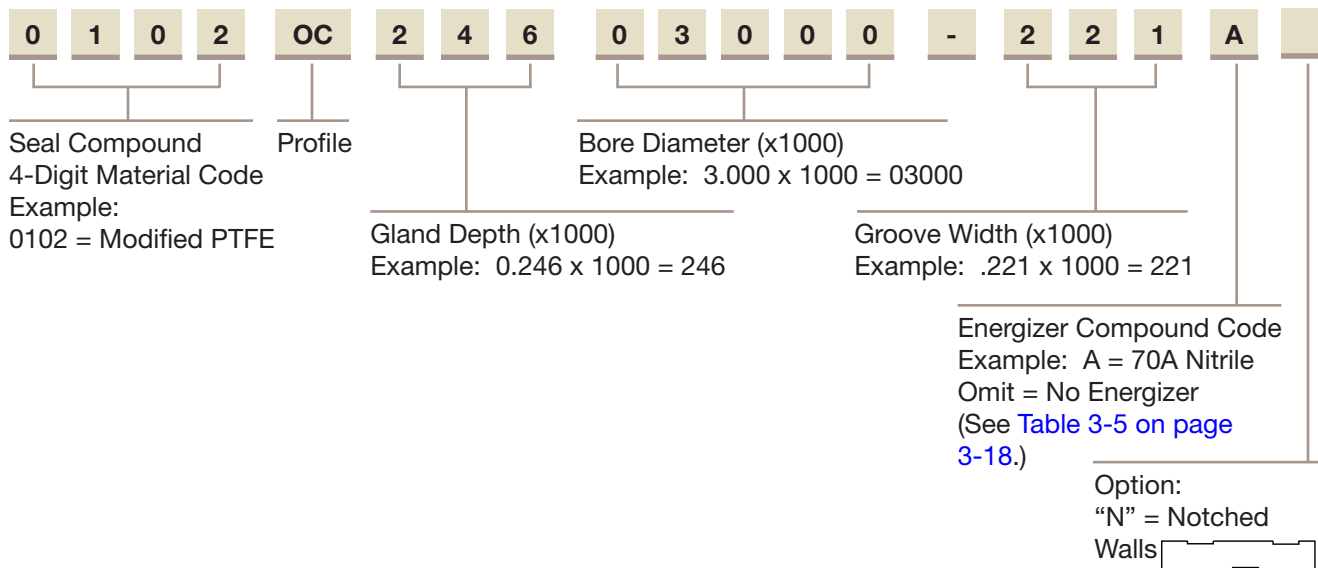 0 1 0 2 OC 2 4 6 0 3 0 0 0 - 2 2 1 A
Seal Compound
4-Digit Material Code
Example:
0102 = Modified PTFE
Profile
Gland Depth (x1000)
Example: 0.246 x 1000 = 246
Bore Diameter (x1000)
Example: 3.000 x 1000 = 03000
Groove Width (x1000)
Example: .221 x 1000 = 221
Energizer Compound Code
Example: A = 70A Nitrile
Omit = No Energizer
(See Table 3-5 on page
3-18.)
Option:
“N” = Notched
Walls